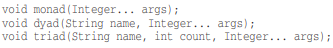 void monad(Integer... args);
void dyad(String name, Integer... args);
void triad(String name, int count, Integer... args);